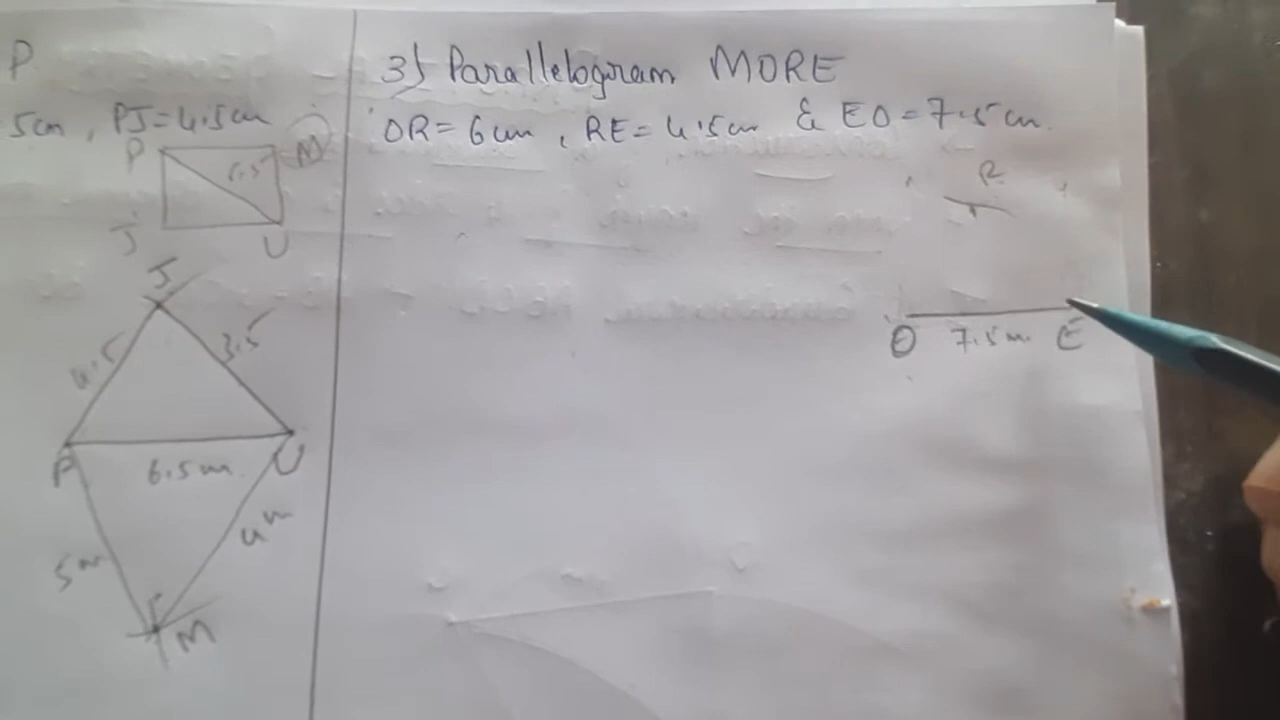 P
5cm, PJ=4.5cm
P
6.5
M
J
U
J
4.5
3.5
P
6.5cm.
U
5cm
4cm
M
3) Parallelogram MORE
OR=6cm, RE=4.5cm & EO=7.5cm.
R
O 7.5cm. E